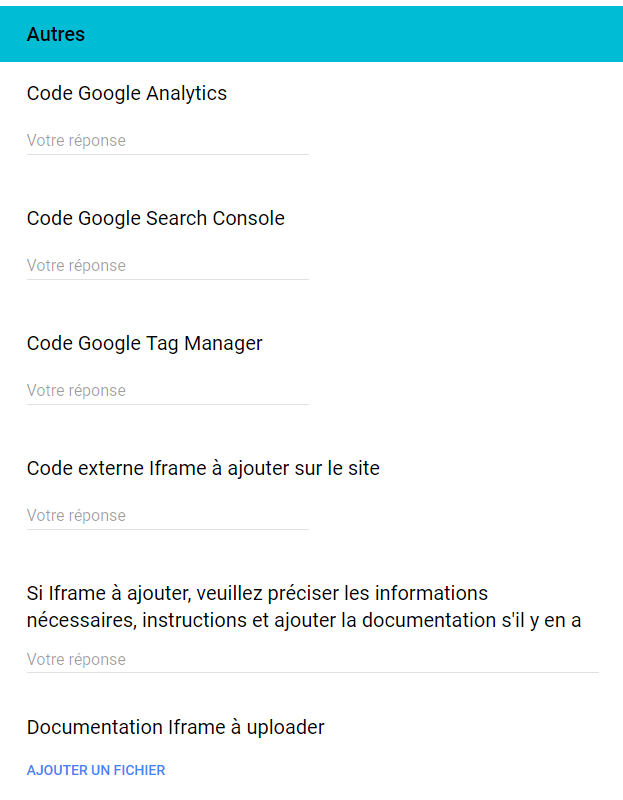 Autres
Code Google Analytics
Votre réponse
Code Google Search Console
Votre réponse
Code Google Tag Manager
Votre réponse
Code externe Iframe à ajouter sur le site
Votre réponse
Si Iframe à ajouter, veuillez préciser les informations
nécessaires, instructions et ajouter la documentation s'il y en a
Votre réponse
Documentation Iframe à uploader
AJOUTER UN FICHIER